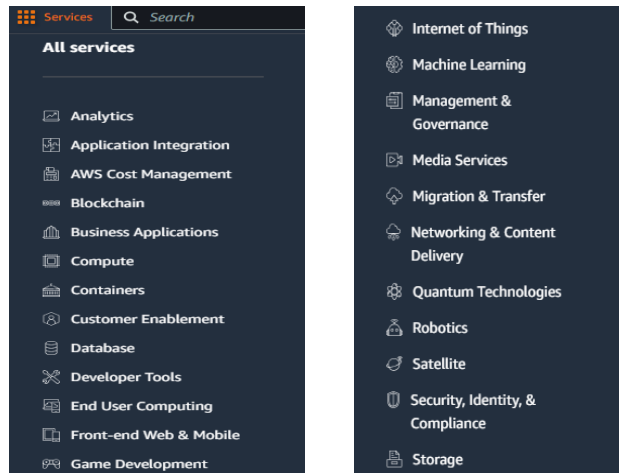 Services
Search
All services
Analytics
Application Integration
AWS Cost Management
Blockchain
Business Applications
Compute
Containers
Customer Enablement
Database
Developer Tools
End User Computing
Front-end Web & Mobile
Game Development
Internet of Things
Machine Learning
Management &
Governance
Media Services
Migration & Transfer
Networking & Content
Delivery
Quantum Technologies
Robotics
Satellite
Security, Identity, &
Compliance
Storage